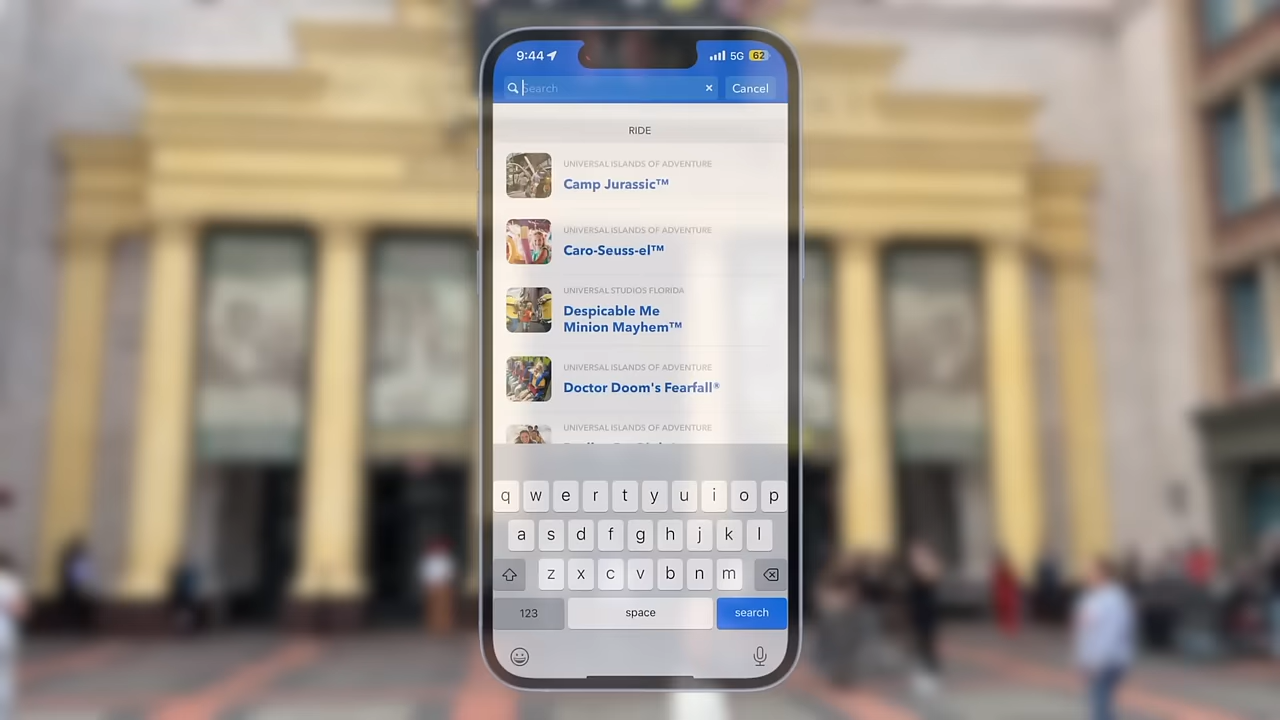 9:44
5G 62
Search × Cancel
RIDE
UNIVERSAL ISLANDS OF ADVENTURE
Camp Jurassic™
UNIVERSAL ISLANDS OF ADVENTURE
Caro-Seuss-el™
UNIVERSAL STUDIOS FLORIDA
Despicable Me
Minion Mayhem™
UNIVERSAL ISLANDS OF ADVENTURE
Doctor Doom's Fearfall®
UNIVERSAL ISLANDS OF ADVENTURE
q w e r t y u i o p
a s d f g h j k l
z x c v b n m
123 space search